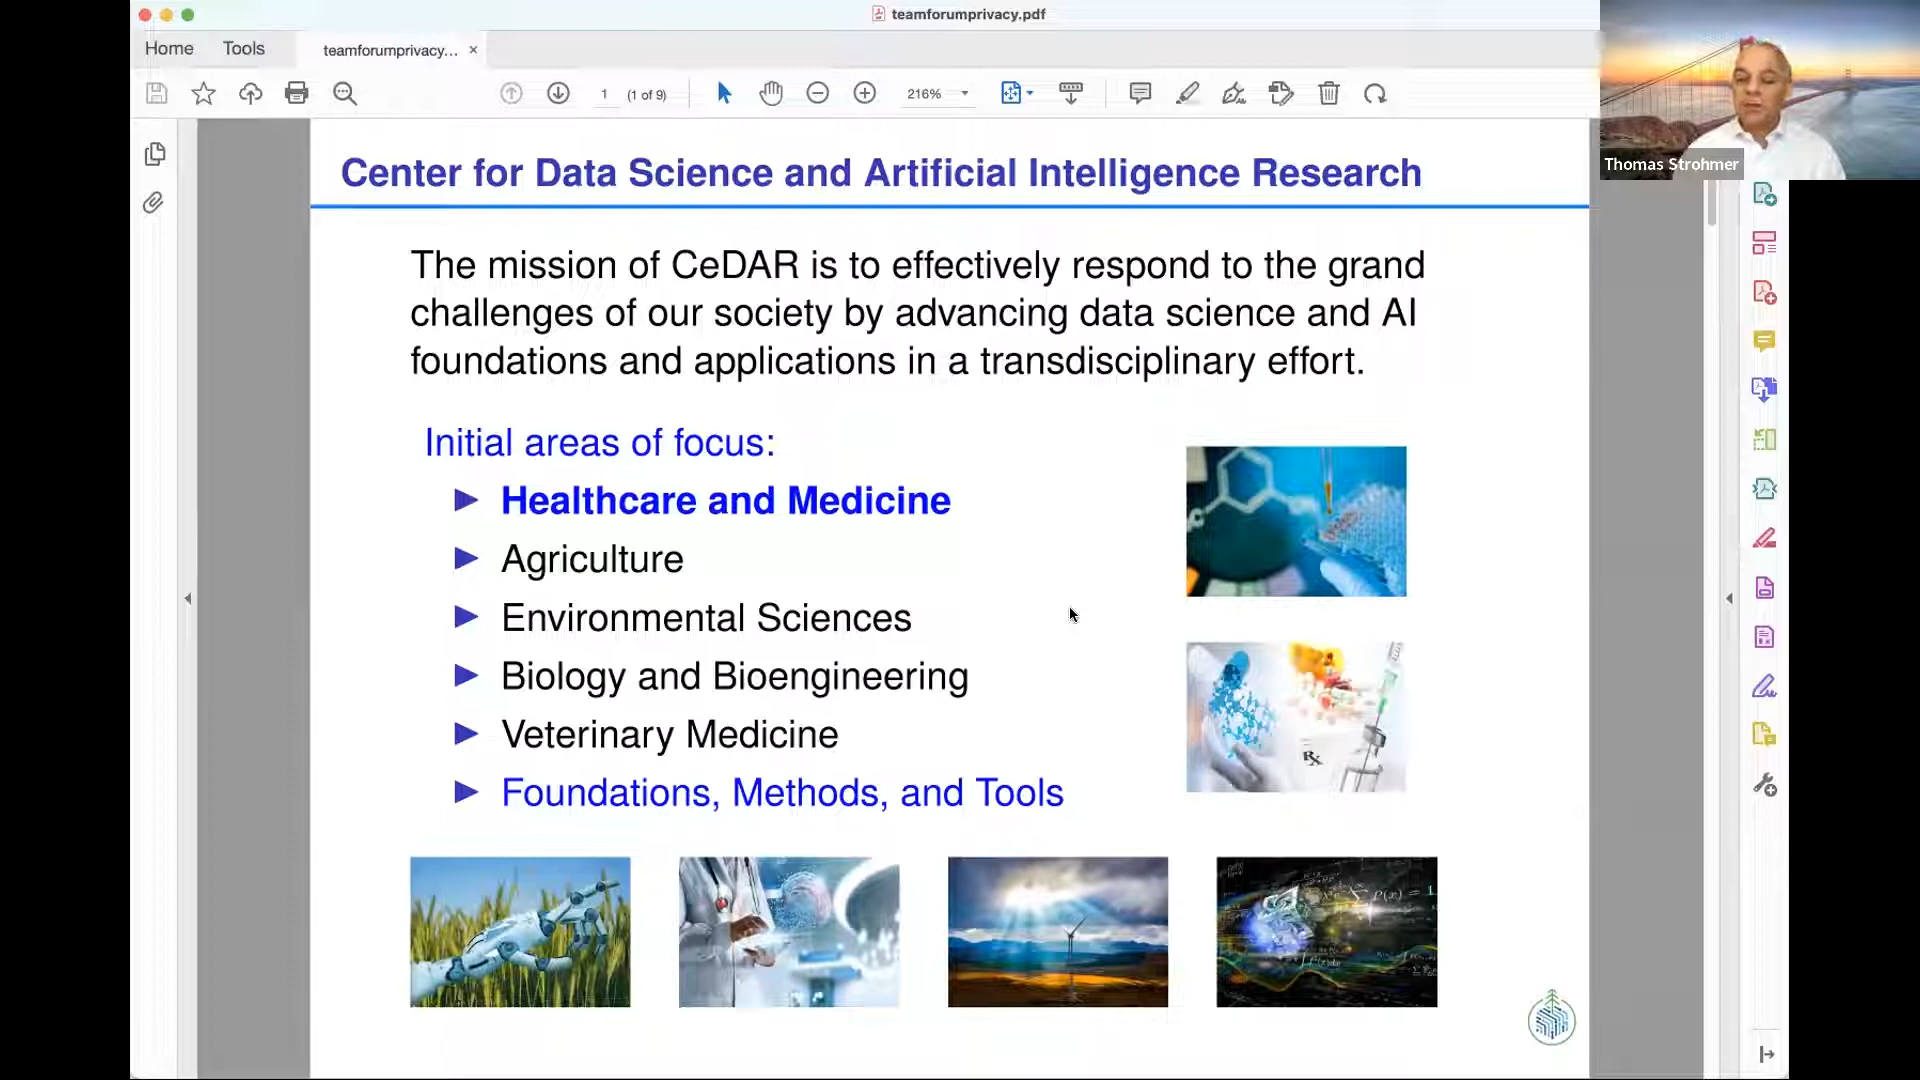 teamforumprivacy.pdf
Home
Tools
teamforumprivacy...
1
(1 of 9)
216%
Thomas Strohmer
Center for Data Science and Artificial Intelligence Research
The mission of CeDAR is to effectively respond to the grand
challenges of our society by advancing data science and AI
foundations and applications in a transdisciplinary effort.
Initial areas of focus:
Healthcare and Medicine
Agriculture
Environmental Sciences
Biology and Bioengineering
Veterinary Medicine
Foundations, Methods, and Tools